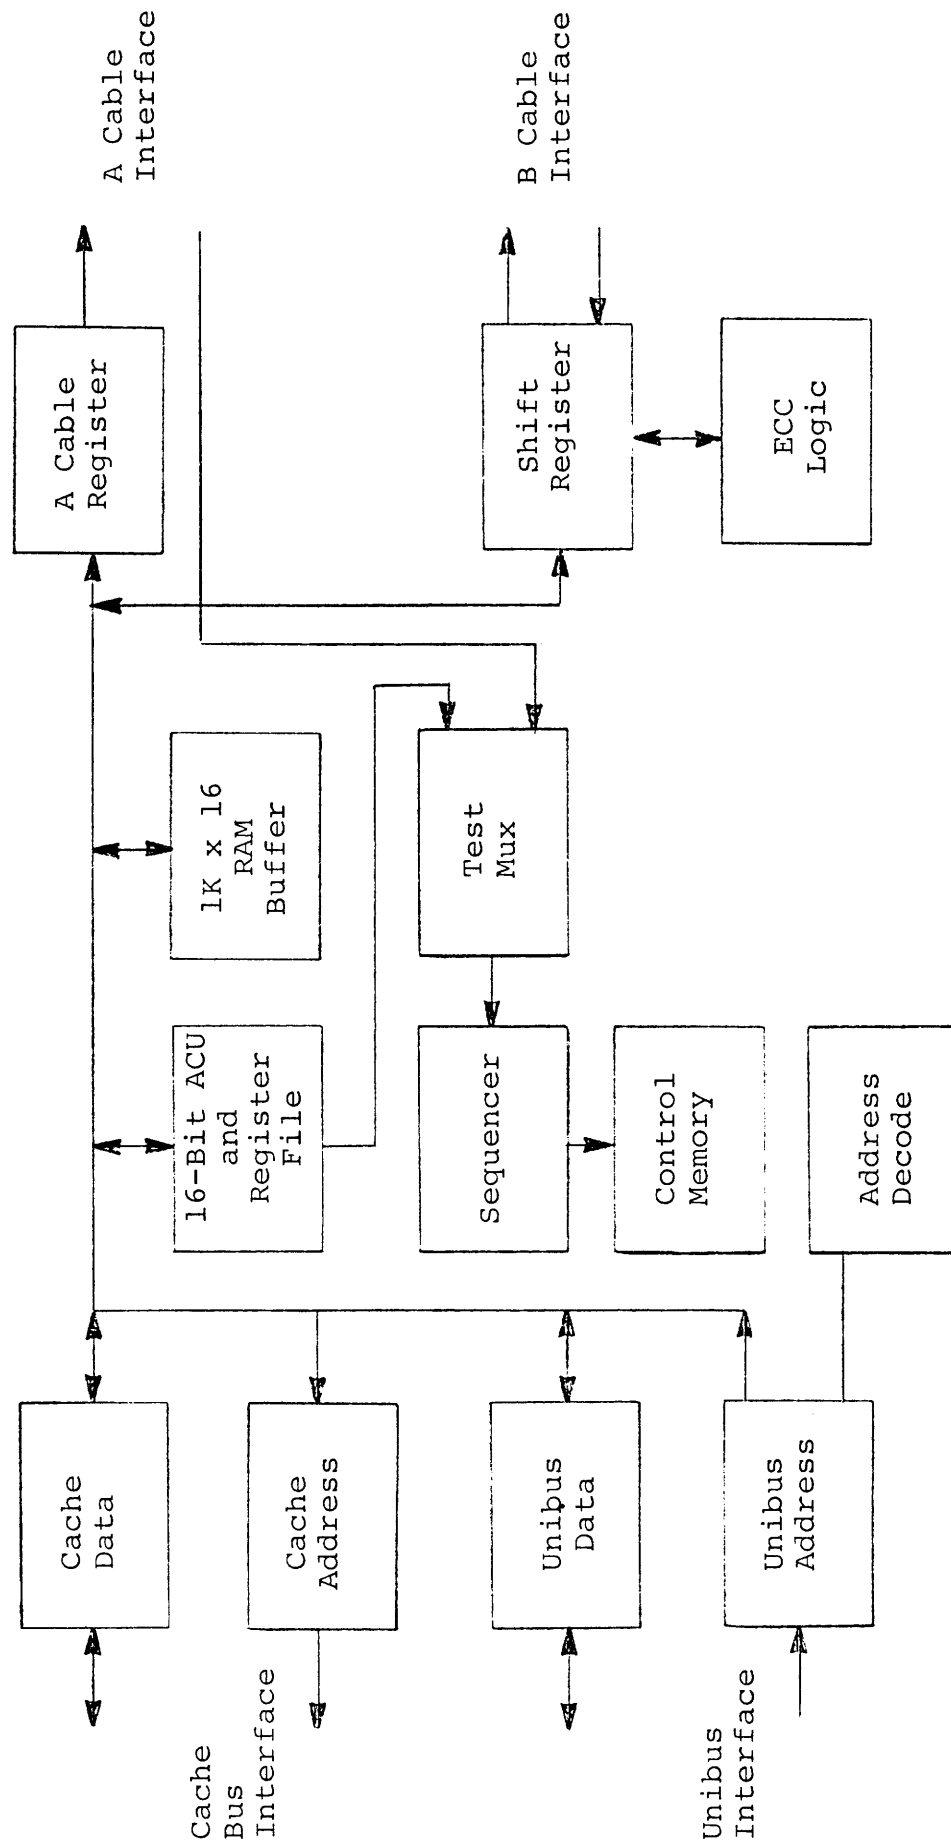 Cache
Bus
Interface
Unibus
Interface
Cache
Data
Cache
Address
Unibus
Data
Unibus
Address
16-Bit ACU
and
Register
File
Sequencer
Control
Memory
Address
Decode
1K x 16
RAM
Buffer
Test
Mux
A Cable
Register
Shift
Register
ECC
Logic
A Cable
Interface
B Cable
Interface